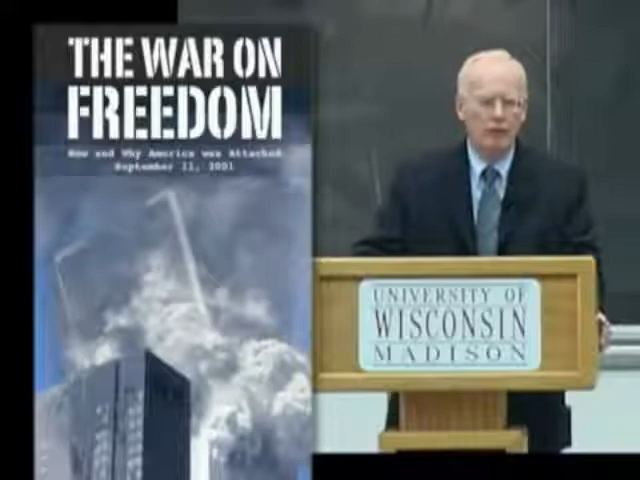 THE WAR ON
FREEDOM
How and Why America was Attacked
September 11, 2001
UNIVERSITY OF
WISCONSIN
MADISON